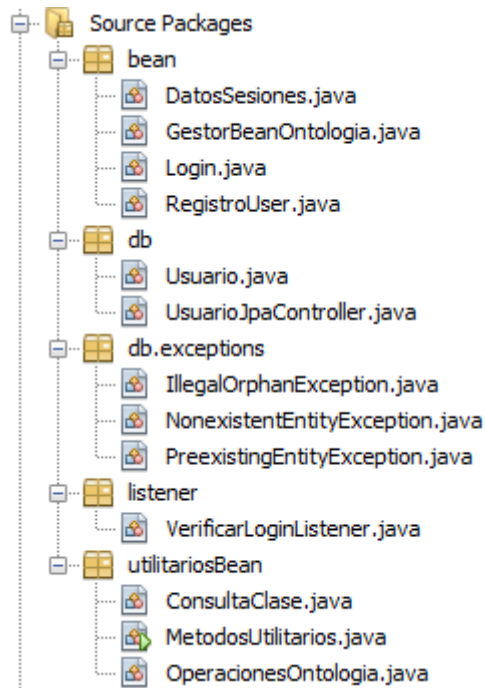 Source Packages
bean
DatosSesiones.java
GestorBeanOntologia.java
Login.java
RegistroUser.java
db
Usuario.java
UsuarioJpaController.java
db.exceptions
IllegalOrphanException.java
NonexistentEntityException.java
PreexistingEntityException.java
listener
VerificarLoginListener.java
utilitariosBean
ConsultaClase.java
MetodosUtilitarios.java
OperacionesOntologia.java